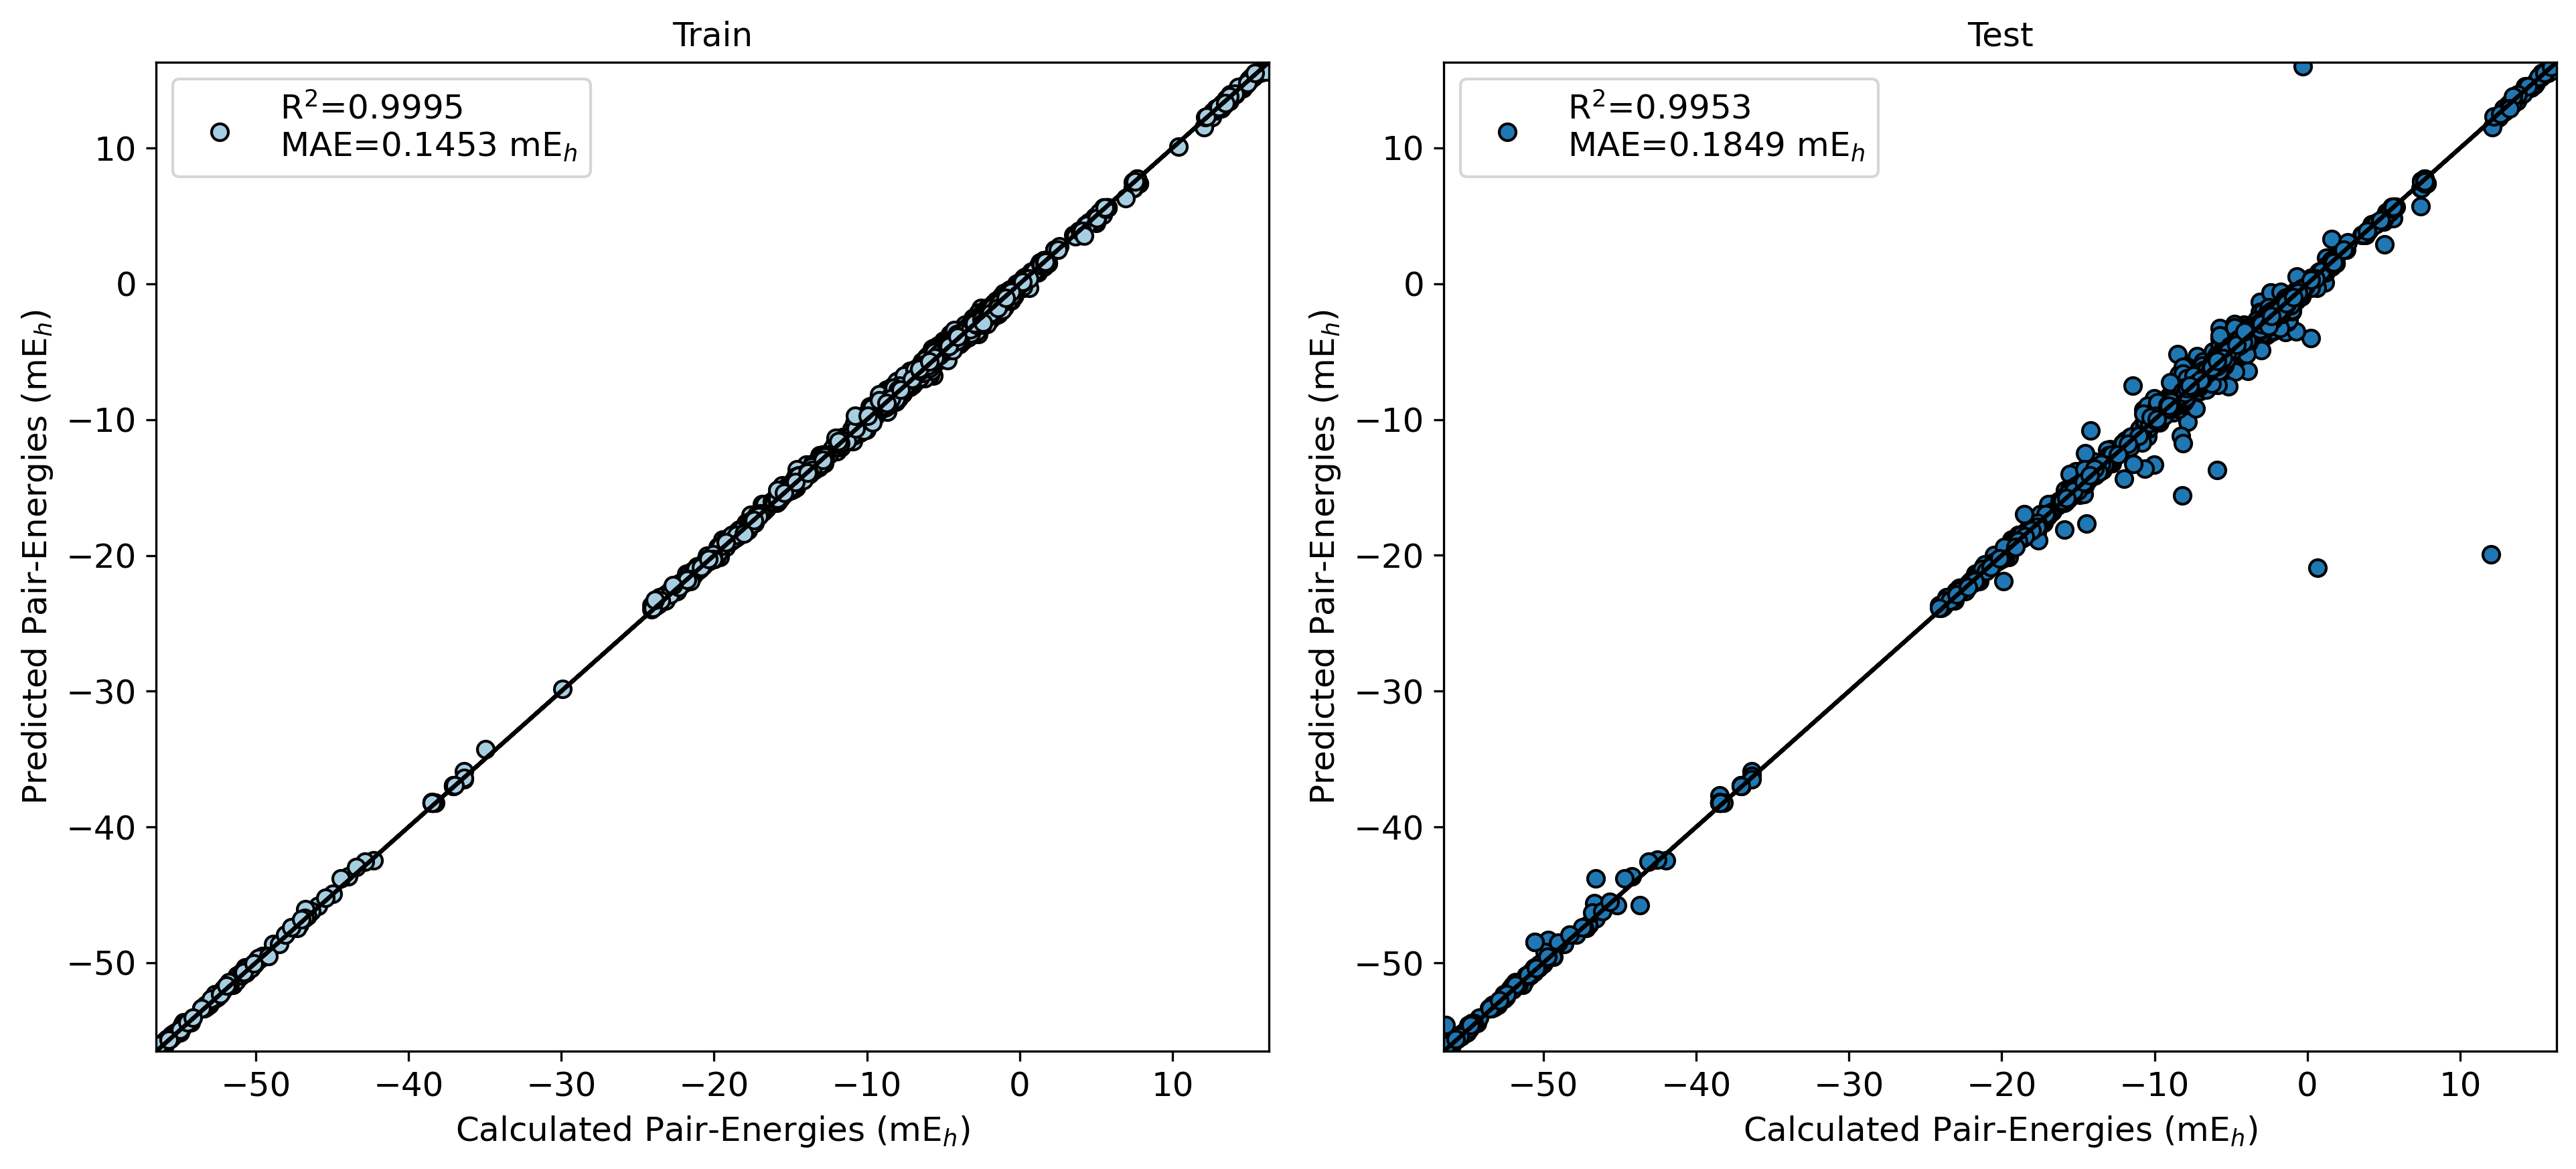 Train
R²=0.9995
MAE=0.1453 mEₕ
10
0
−10
−20
−30
−40
−50
Predicted Pair-Energies (mEₕ)
−50 −40 −30 −20 −10 0 10
Calculated Pair-Energies (mEₕ)
Test
R²=0.9953
MAE=0.1849 mEₕ
10
0
−10
−20
−30
−40
−50
Predicted Pair-Energies (mEₕ)
−50 −40 −30 −20 −10 0 10
Calculated Pair-Energies (mEₕ)